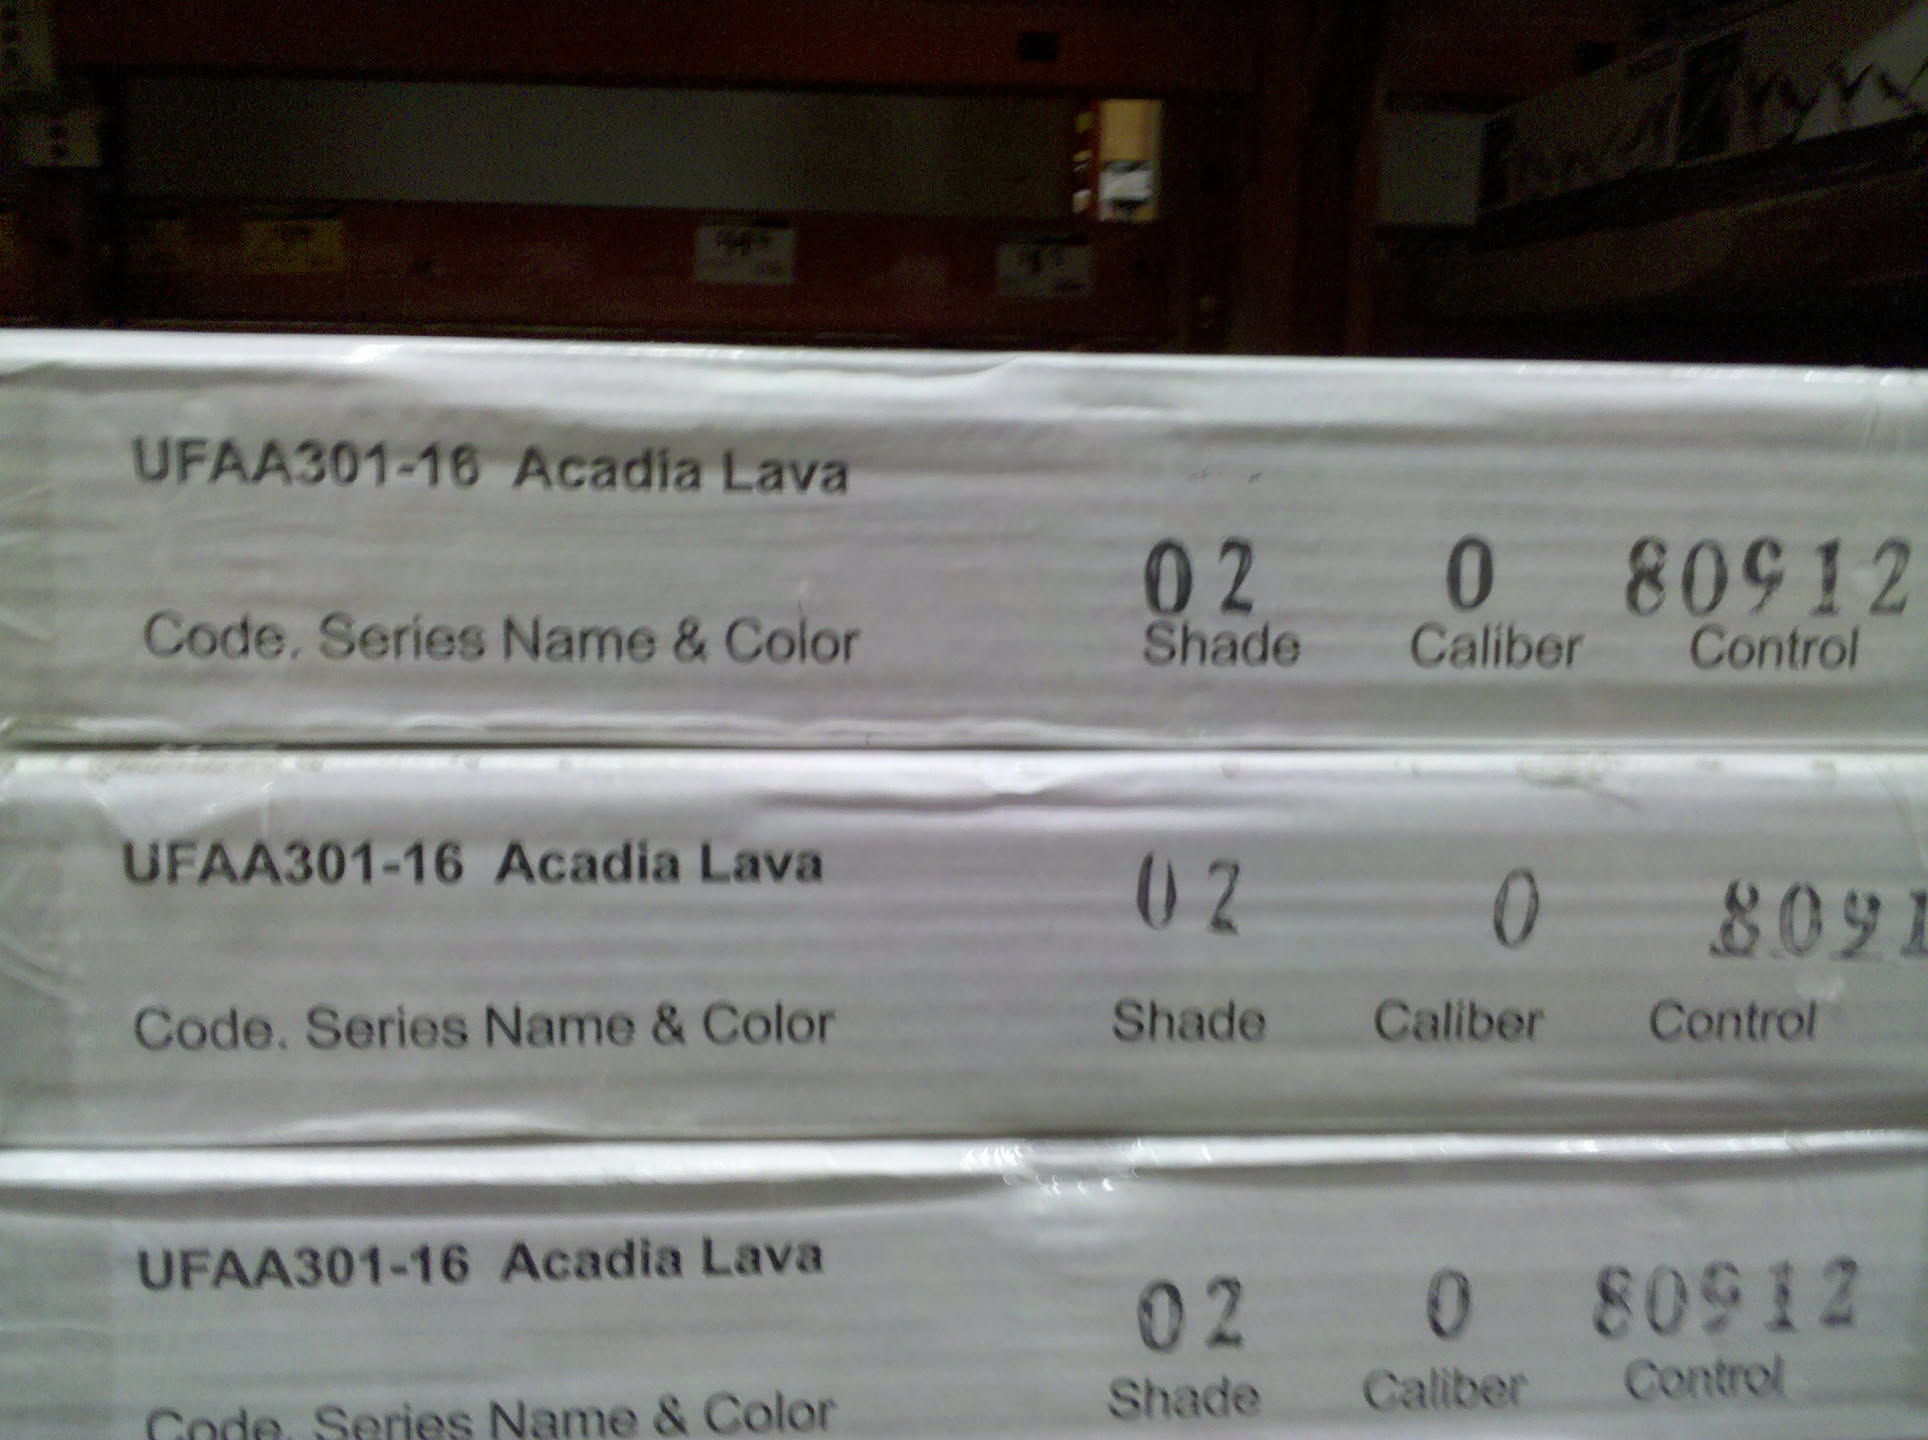 UFAA301-16 Acadia Lava
02 0 80912
Code. Series Name & Color Shade Caliber Control
UFAA301-16 Acadia Lava
02 0 8091
Code. Series Name & Color Shade Caliber Control
UFAA301-16 Acadia Lava
02 0 80912
Code. Series Name & Color Shade Caliber Control